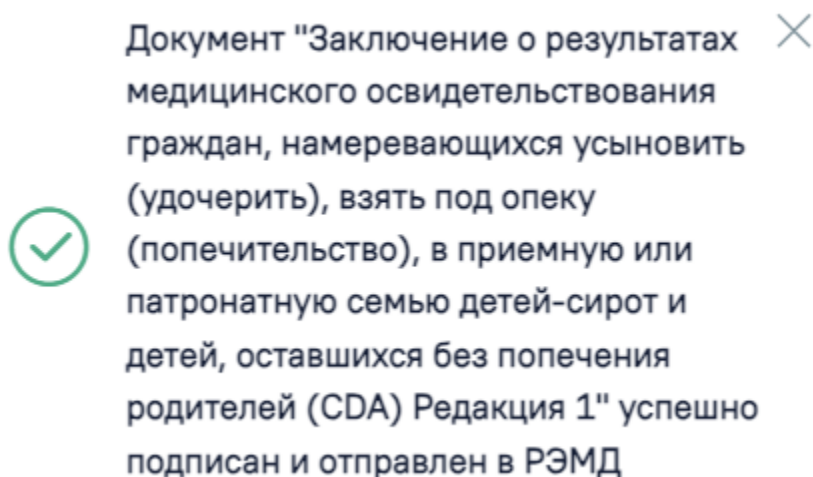 Документ "Заключение о результатах
медицинского освидетельствования
граждан, намеревающихся усыновить
(удочерить), взять под опеку
(попечительство), в приемную или
патронатную семью детей-сирот и
детей, оставшихся без попечения
родителей (CDA) Редакция 1" успешно
подписан и отправлен в РЭМД